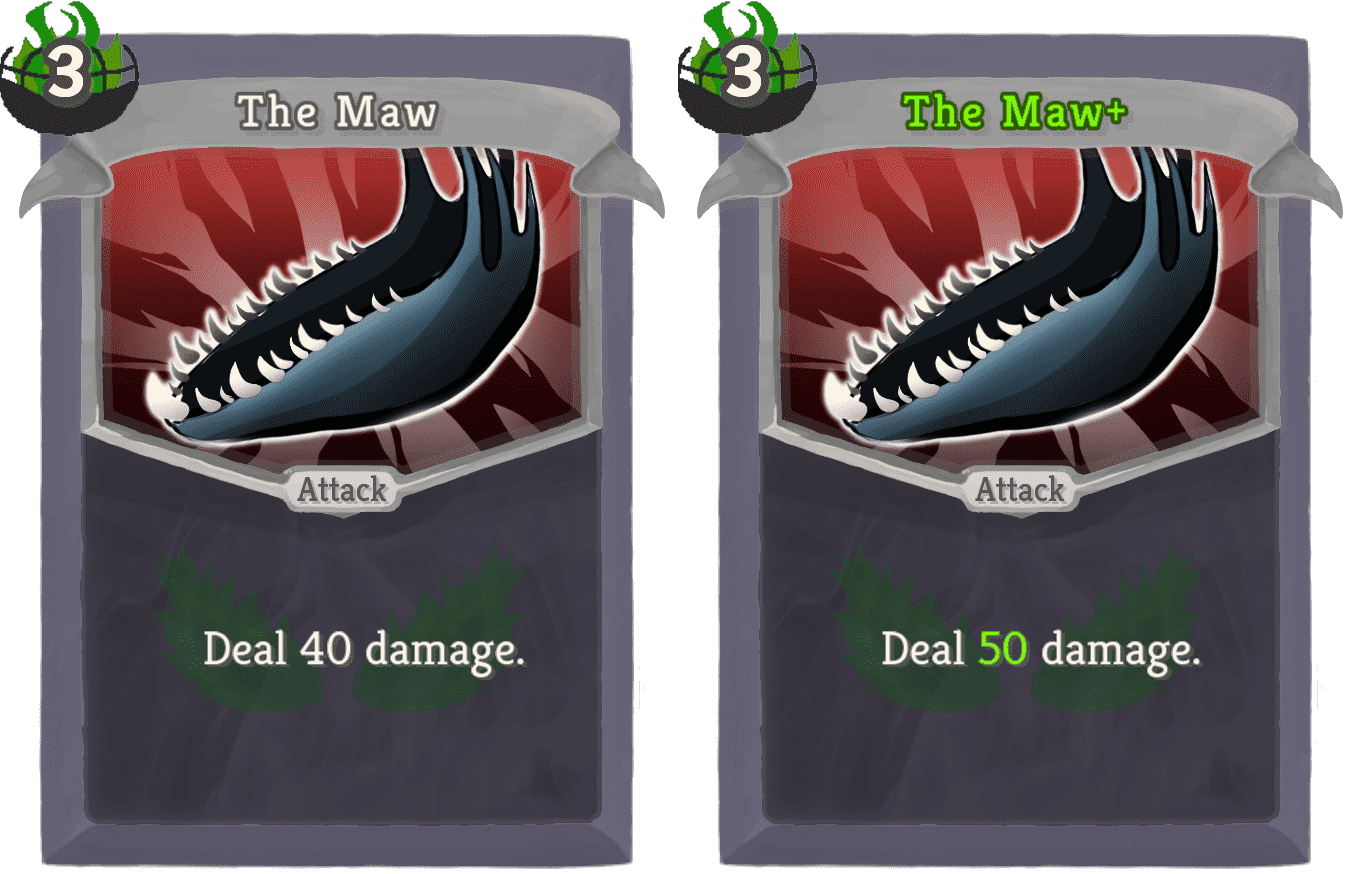 3
The Maw
Attack
Deal 40 damage.
3
The Maw+
Attack
Deal 50 damage.